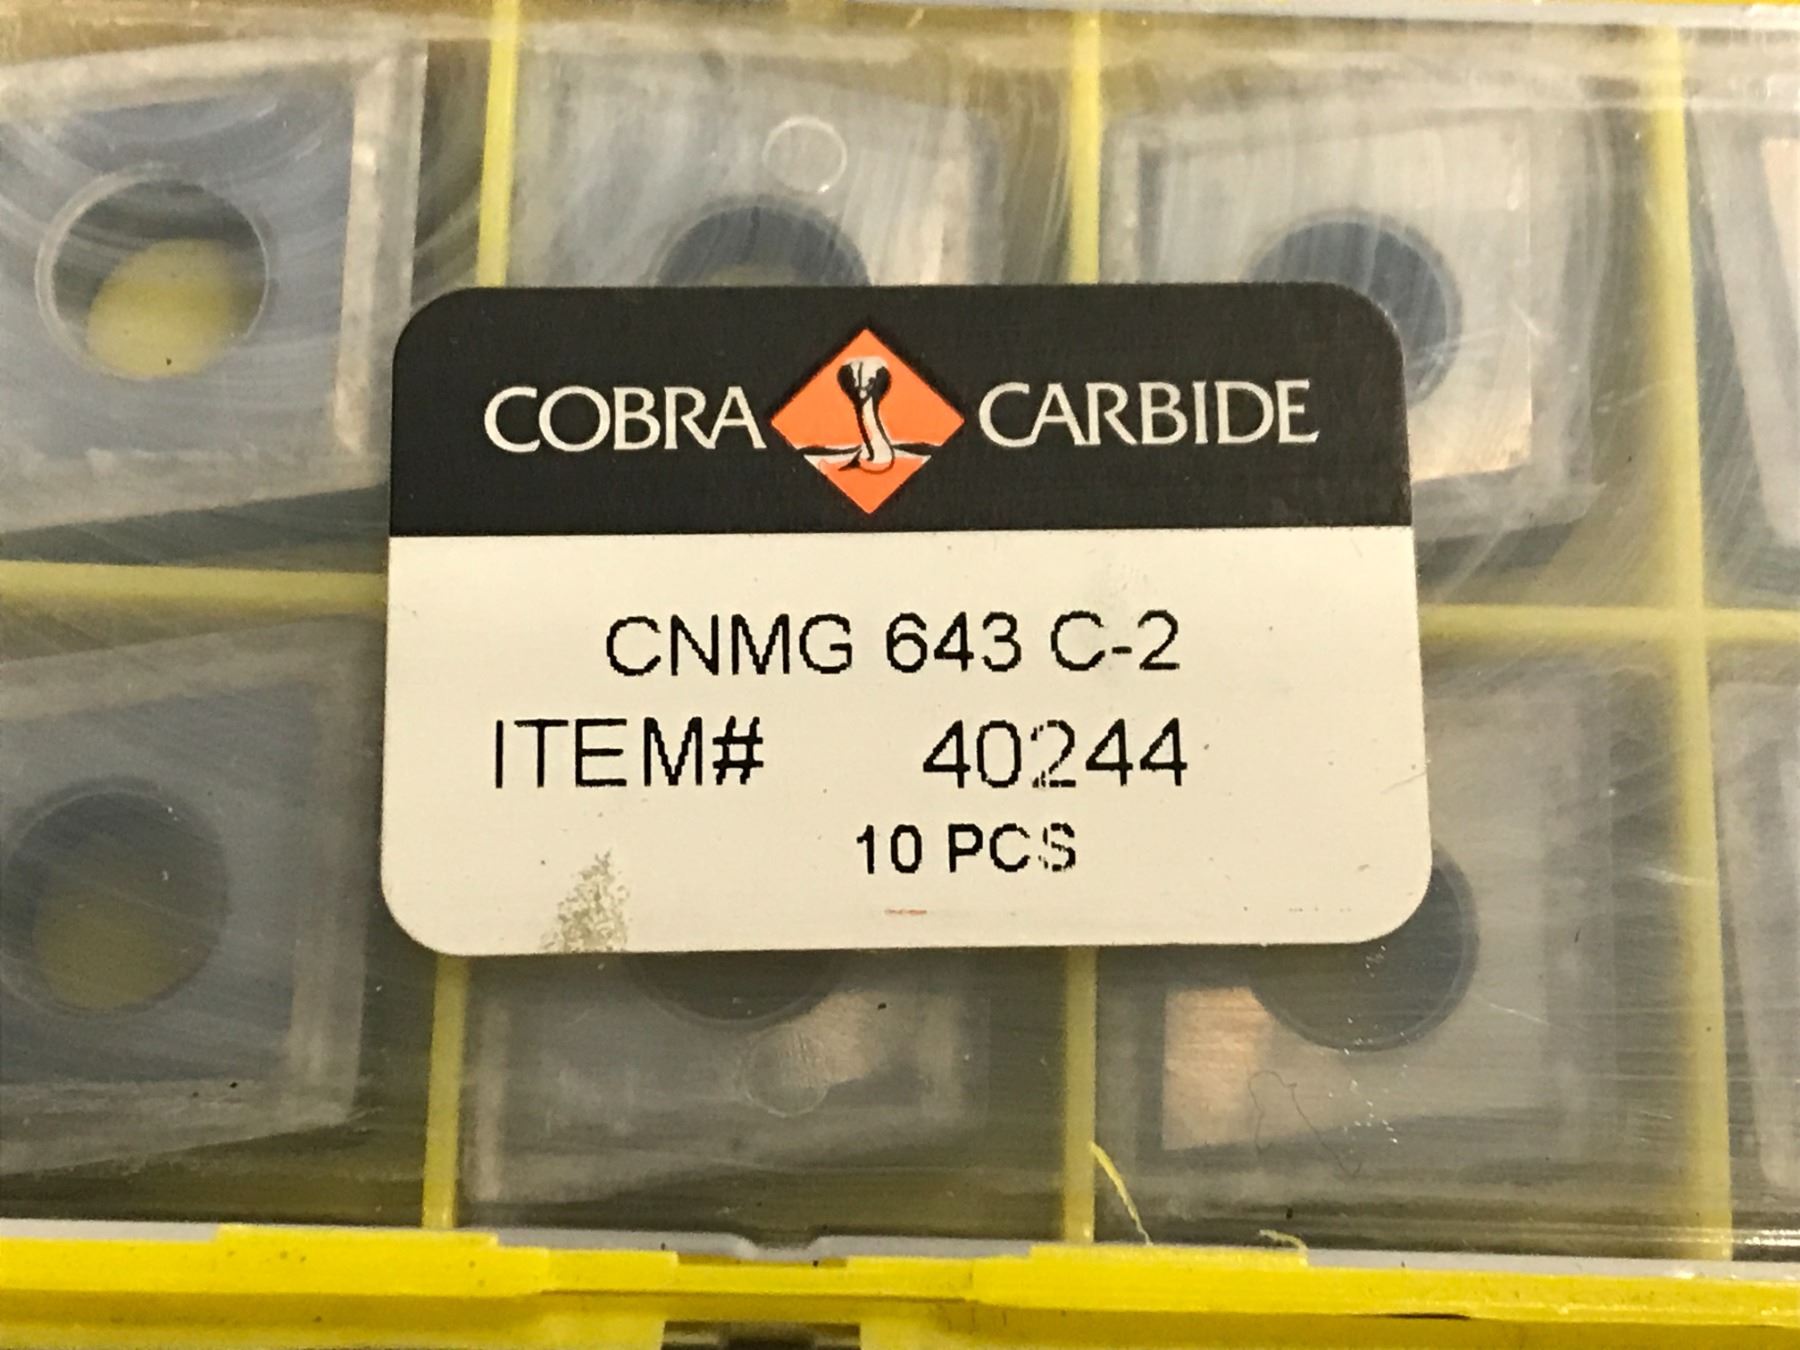 COBRA CARBIDE
CNMG 643 C-2
ITEM# 40244
10 PCS